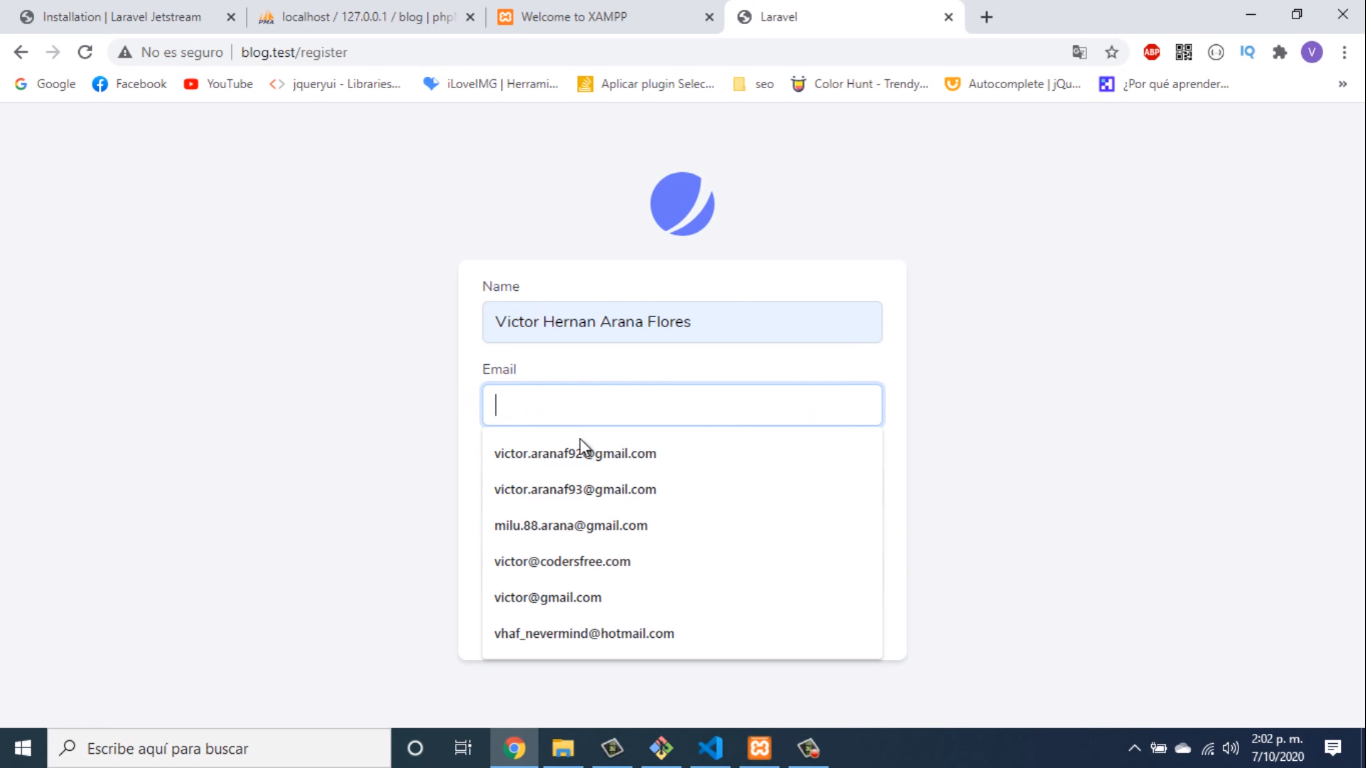 Installation | Laravel Jetstream
localhost / 127.0.0.1 / blog | php
Welcome to XAMPP
Laravel
No es seguro
blog.test/register
ABP
IQ
V
Google
Facebook
YouTube
jqueryui - Libraries...
iLoveIMG | Herrami...
Aplicar plugin Selec...
seo
Color Hunt - Trendy...
Autocomplete | jQu...
¿Por qué aprender...
Name
Victor Hernan Arana Flores
Email
victor.aranaf92@gmail.com
victor.aranaf93@gmail.com
milu.88.arana@gmail.com
victor@codersfree.com
victor@gmail.com
vhaf_nevermind@hotmail.com
Escribe aquí para buscar
2:02 p. m.
7/10/2020